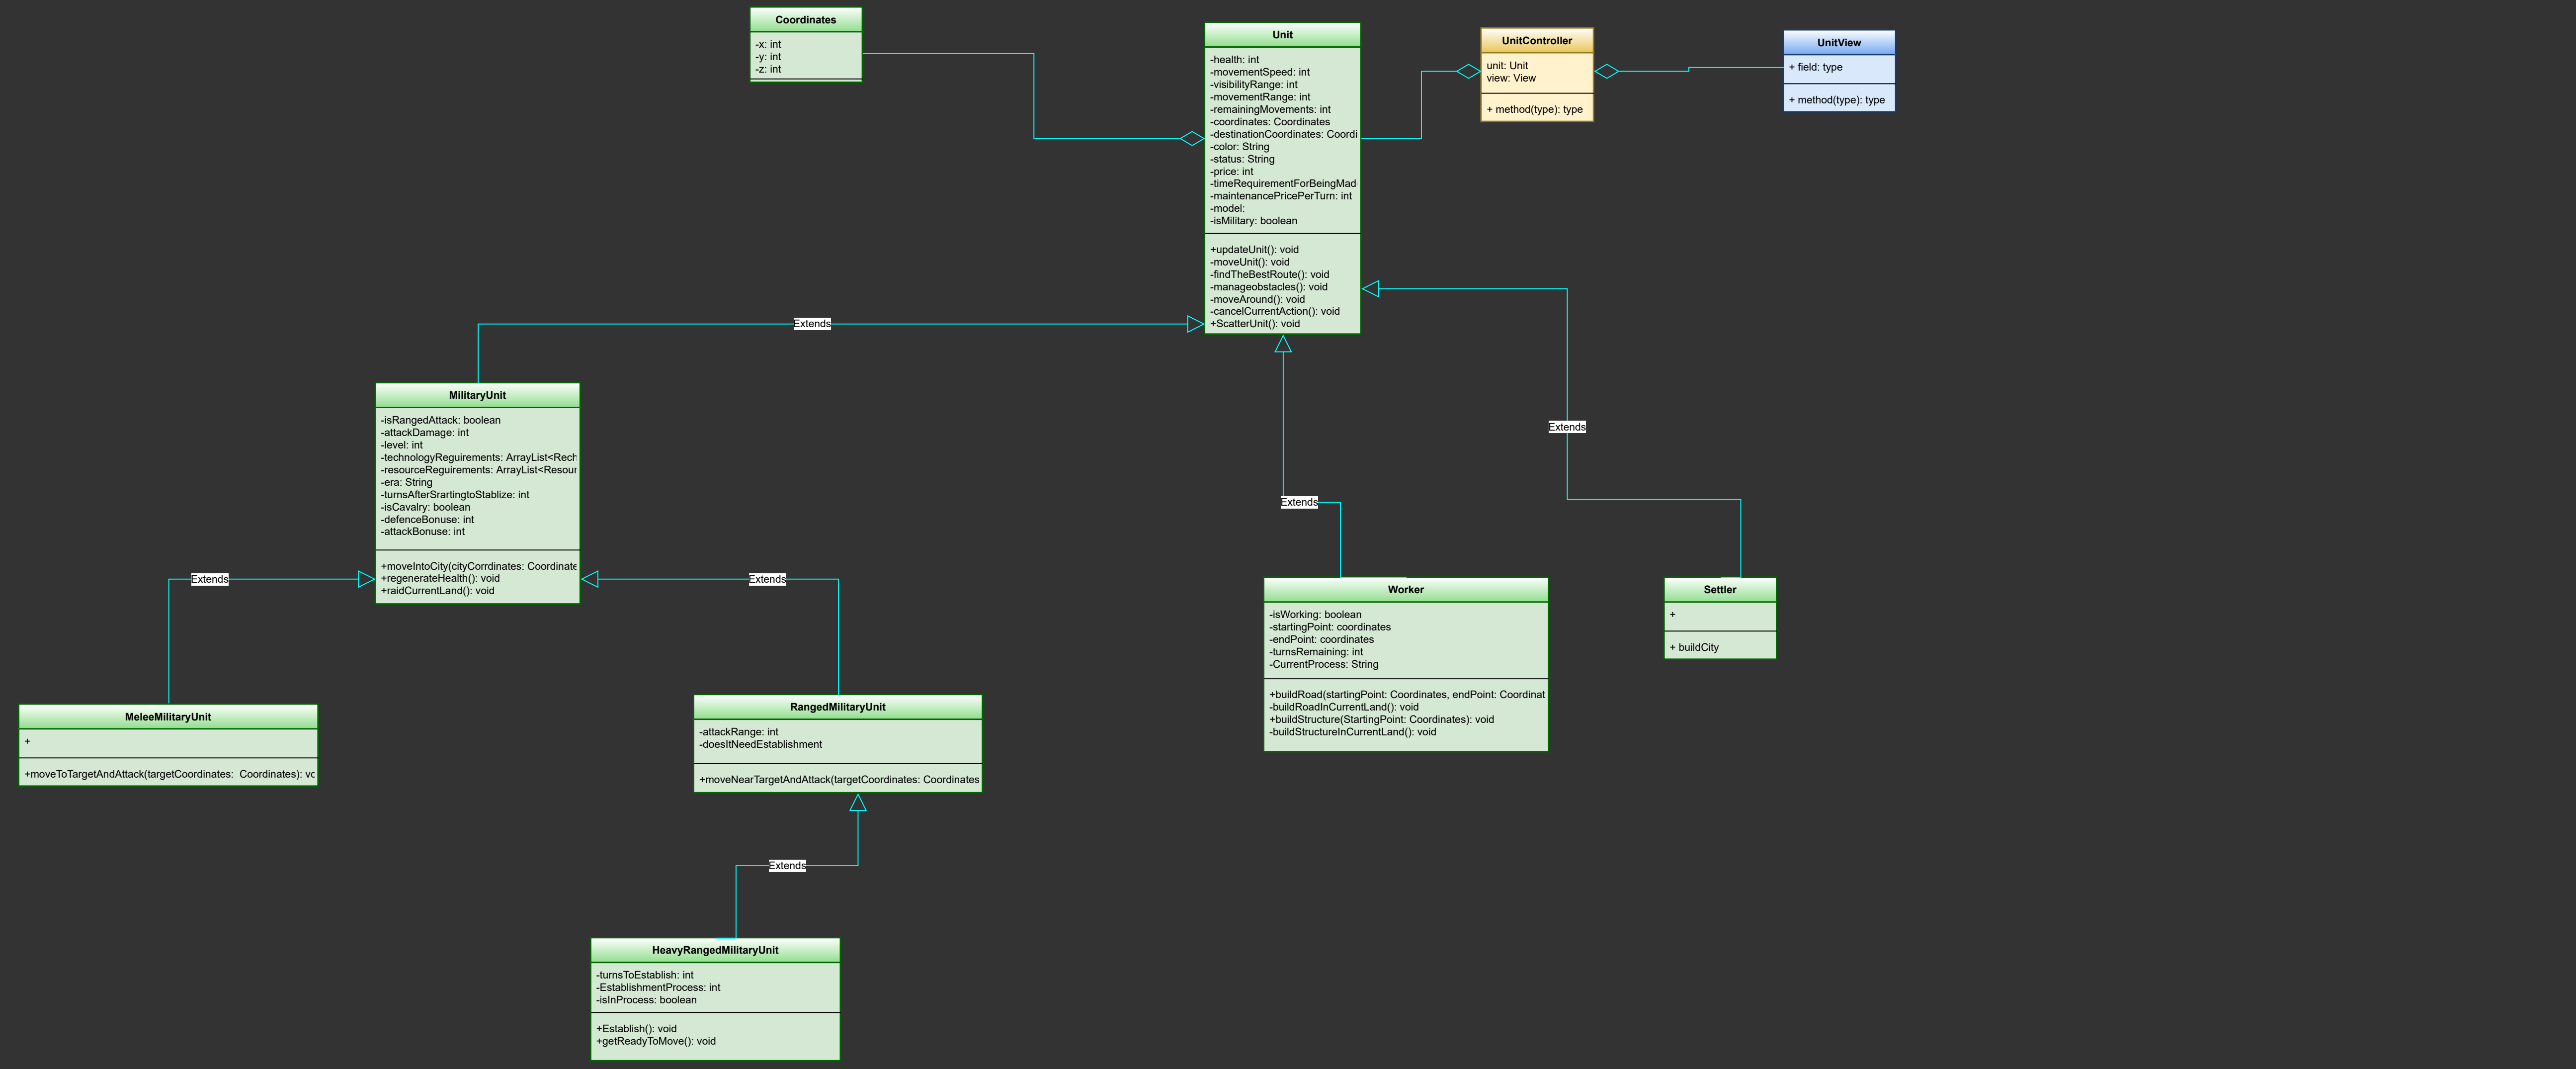 Coordinates
-x: int
-y: int
-z: int
Unit
-health: int
-movementSpeed: int
-visibilityRange: int
-movementRange: int
-remainingMovements: int
-coordinates: Coordinates
-destinationCoordinates: Coordi
-color: String
-status: String
-price: int
-timeRequirementForBeingMad
-maintenancePricePerTurn: int
-model:
-isMilitary: boolean
+updateUnit(): void
-moveUnit(): void
-findTheBestRoute(): void
-manageobstacles(): void
-moveAround(): void
-cancelCurrentAction(): void
+ScatterUnit(): void
UnitController
unit: Unit
view: View
+ method(type): type
UnitView
+ field: type
+ method(type): type
Extends
Extends
Extends
MilitaryUnit
-isRangedAttack: boolean
-attackDamage: int
-level: int
-technologyReguirements: ArrayList<Rech
-resourceReguirements: ArrayList<Resour
-era: String
-turnsAfterSrartingtoStablize: int
-isCavalry: boolean
-defenceBonuse: int
-attackBonuse: int
+moveIntoCity(cityCorrdinates: Coordinate
+regenerateHealth(): void
+raidCurrentLand(): void
Extends
Extends
Worker
-isWorking: boolean
-startingPoint: coordinates
-endPoint: coordinates
-turnsRemaining: int
-CurrentProcess: String
+buildRoad(startingPoint: Coordinates, endPoint: Coordinat
-buildRoadInCurrentLand(): void
+buildStructure(StartingPoint: Coordinates): void
-buildStructureInCurrentLand(): void
Settler
+
+ buildCity
MeleeMilitaryUnit
+
+moveToTargetAndAttack(targetCoordinates:  Coordinates): vo
RangedMilitaryUnit
-attackRange: int
-doesItNeedEstablishment
+moveNearTargetAndAttack(targetCoordinates: Coordinates
Extends
HeavyRangedMilitaryUnit
-turnsToEstablish: int
-EstablishmentProcess: int
-isInProcess: boolean
+Establish(): void
+getReadyToMove(): void